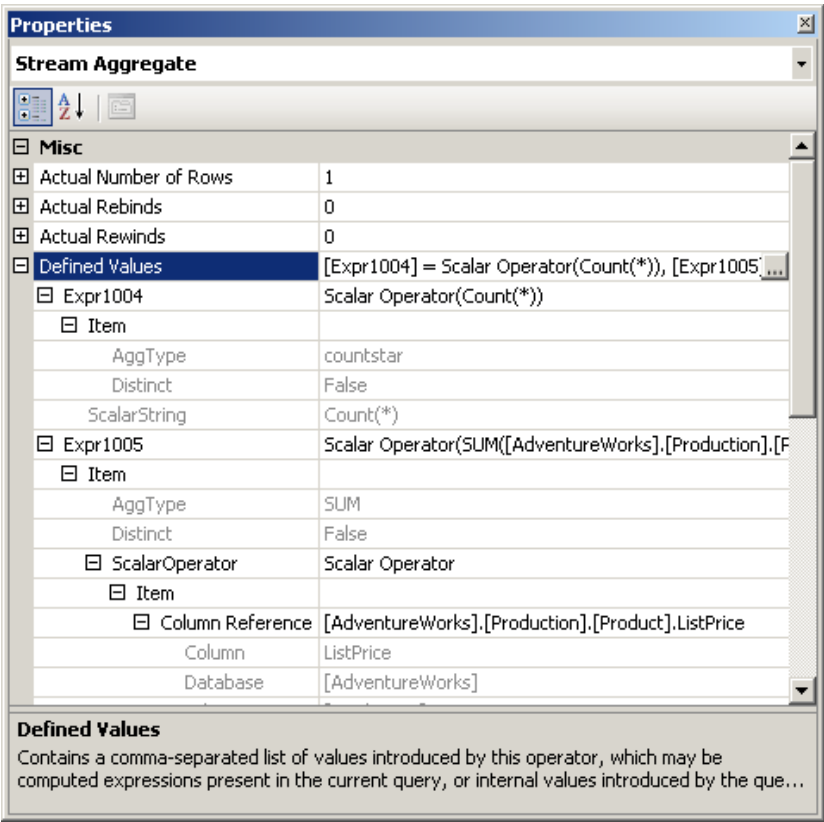 Properties
Stream Aggregate
Misc
Actual Number of Rows 1
Actual Rebinds 0
Actual Rewinds 0
Defined Values [Expr1004] = Scalar Operator(Count(*)), [Expr1005] ...
Expr1004 Scalar Operator(Count(*))
Item
AggType countstar
Distinct False
ScalarString Count(*)
Expr1005 Scalar Operator(SUM([AdventureWorks].[Production].[P
Item
AggType SUM
Distinct False
ScalarOperator Scalar Operator
Item
Column Reference [AdventureWorks].[Production].[Product].ListPrice
Column ListPrice
Database [AdventureWorks]
Defined Values
Contains a comma-separated list of values introduced by this operator, which may be
computed expressions present in the current query, or internal values introduced by the que...